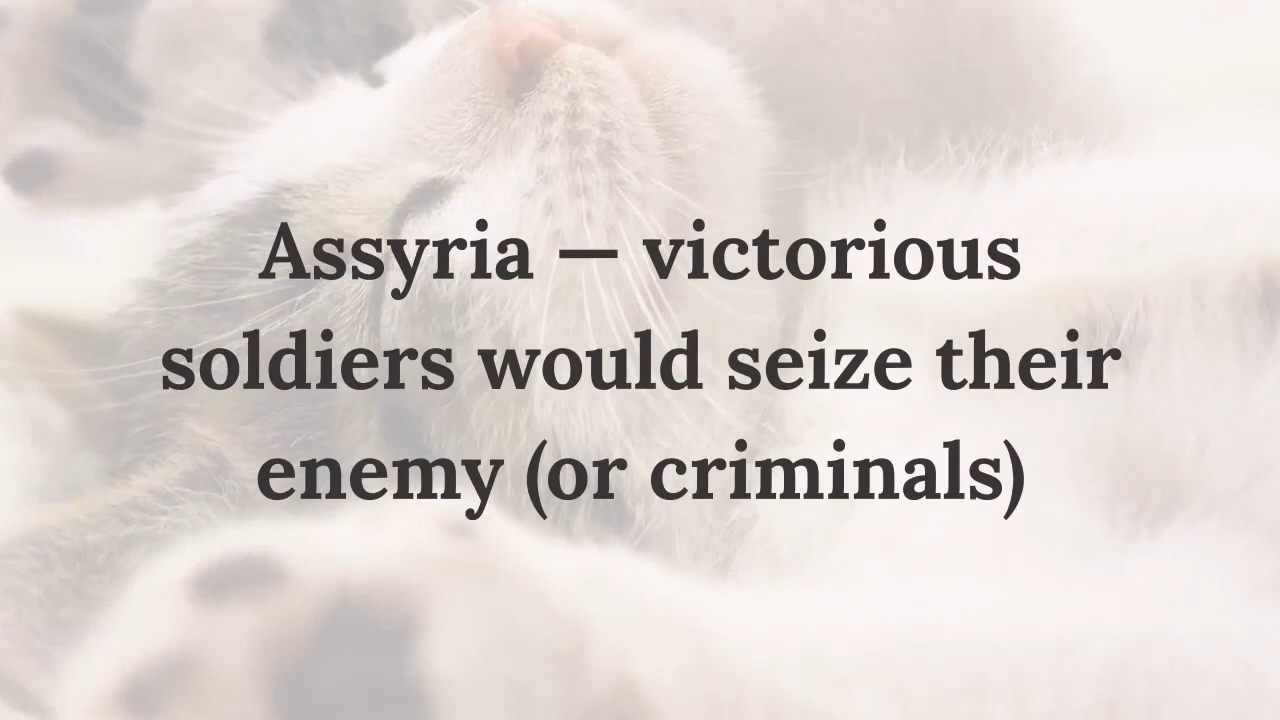 Assyria — victorious
soldiers would seize their
enemy (or criminals)